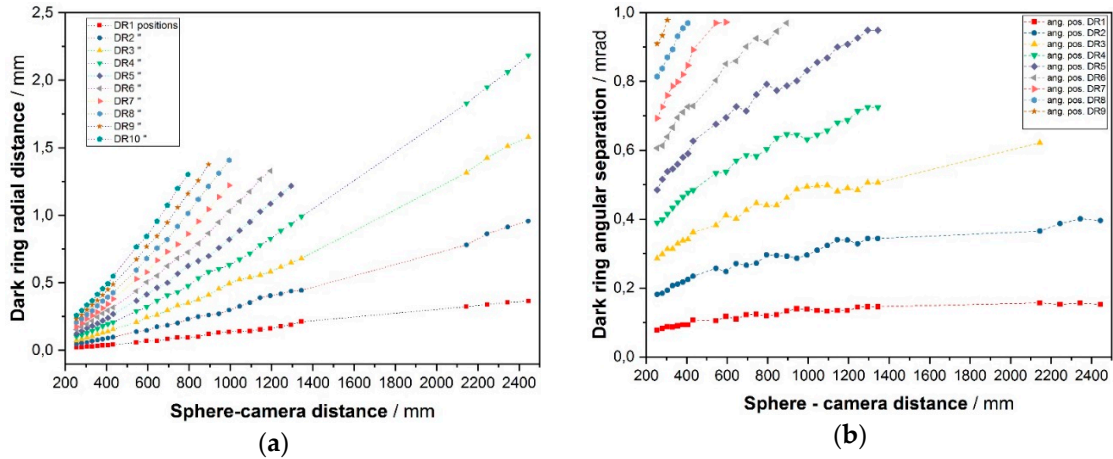 (a)
2,5
2,0
1,5
1,0
0,5
0,0
Dark ring radial distance / mm
DR1 positions
DR2 "
DR3 "
DR4 "
DR5 "
DR6 "
DR7 "
DR8 "
DR9 "
DR10 "
200 400 600 800 1000 1200 1400 1600 1800 2000 2200 2400
Sphere-camera distance / mm
(a)
1,0
0,8
0,6
0,4
0,2
0,0
Dark ring angular separation / mrad
ang. pos. DR1
ang. pos. DR2
ang. pos. DR3
ang. pos. DR4
ang. pos. DR5
ang. pos. DR6
ang. pos. DR7
ang. pos. DR8
ang. pos. DR9
200 400 600 800 1000 1200 1400 1600 1800 2000 2200 2400
Sphere - camera distance / mm
(b)